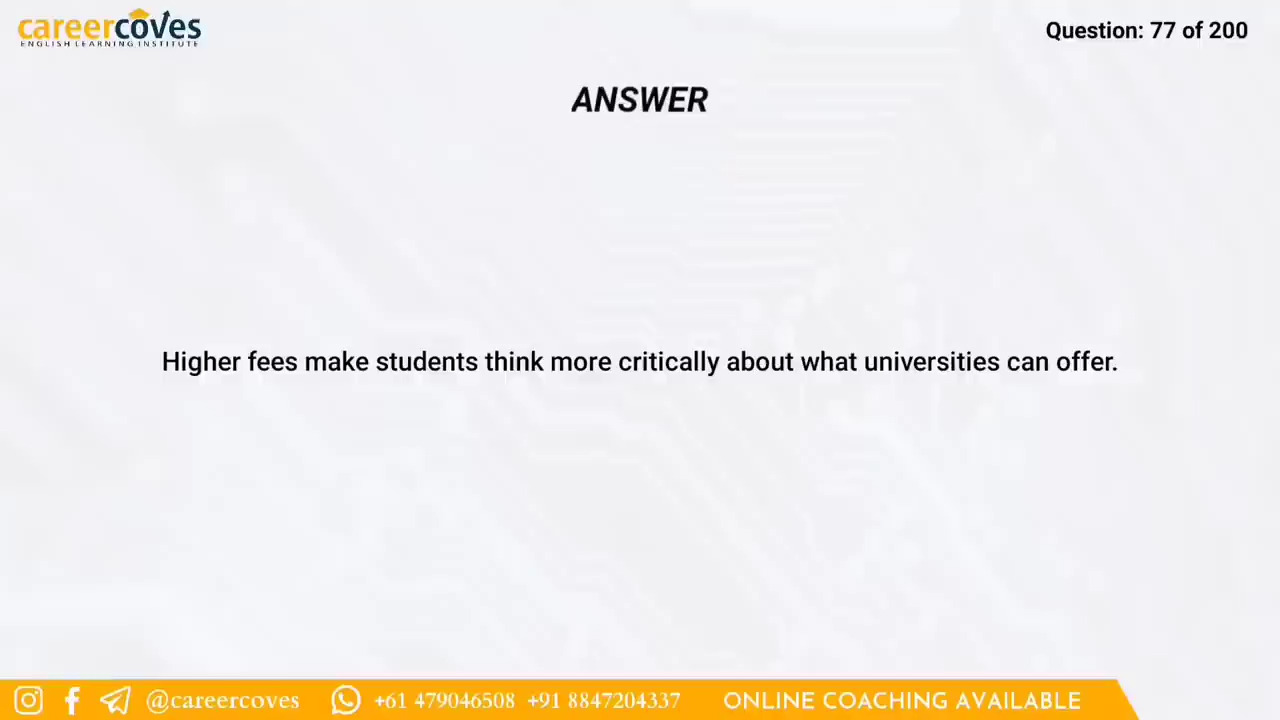 careercoves
ENGLISH LEARNING INSTITUTE
Question: 77 of 200
ANSWER
Higher fees make students think more critically about what universities can offer.
@careercoves +61 479046508 +91 8847204337 ONLINE COACHING AVAILABLE